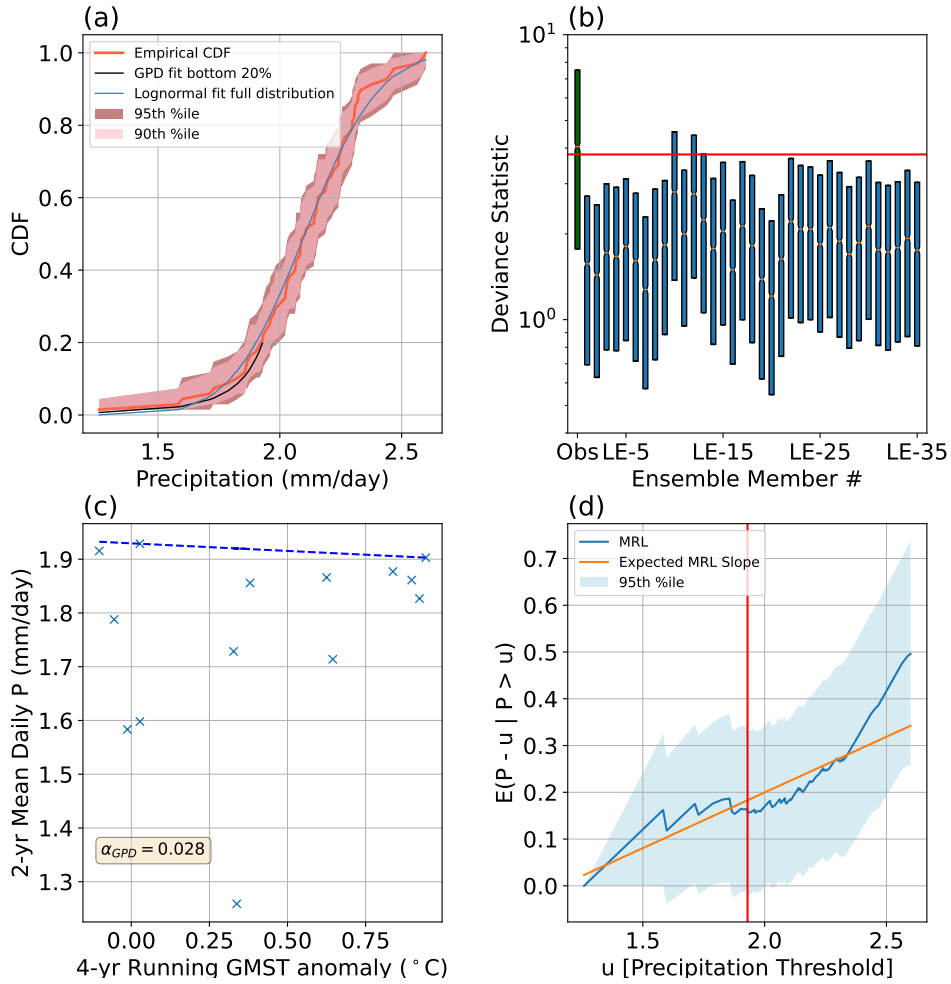 (a)
Empirical CDF
GPD fit bottom 20%
Lognormal fit full distribution
95th %ile
90th %ile
CDF
1.0
0.8
0.6
0.4
0.2
0.0
1.5 2.0 2.5
Precipitation (mm/day)
(b)
Deviance Statistic
10¹
10⁰
Obs LE-5 LE-15 LE-25 LE-35
Ensemble Member #
(c)
2-yr Mean Daily P (mm/day)
1.9
1.8
1.7
1.6
1.5
1.4
1.3
α_GPD = 0.028
0.00 0.25 0.50 0.75
4-yr Running GMST anomaly (°C)
(d)
MRL
Expected MRL Slope
95th %ile
E(P - u | P > u)
0.7
0.6
0.5
0.4
0.3
0.2
0.1
0.0
1.5 2.0 2.5
u [Precipitation Threshold]